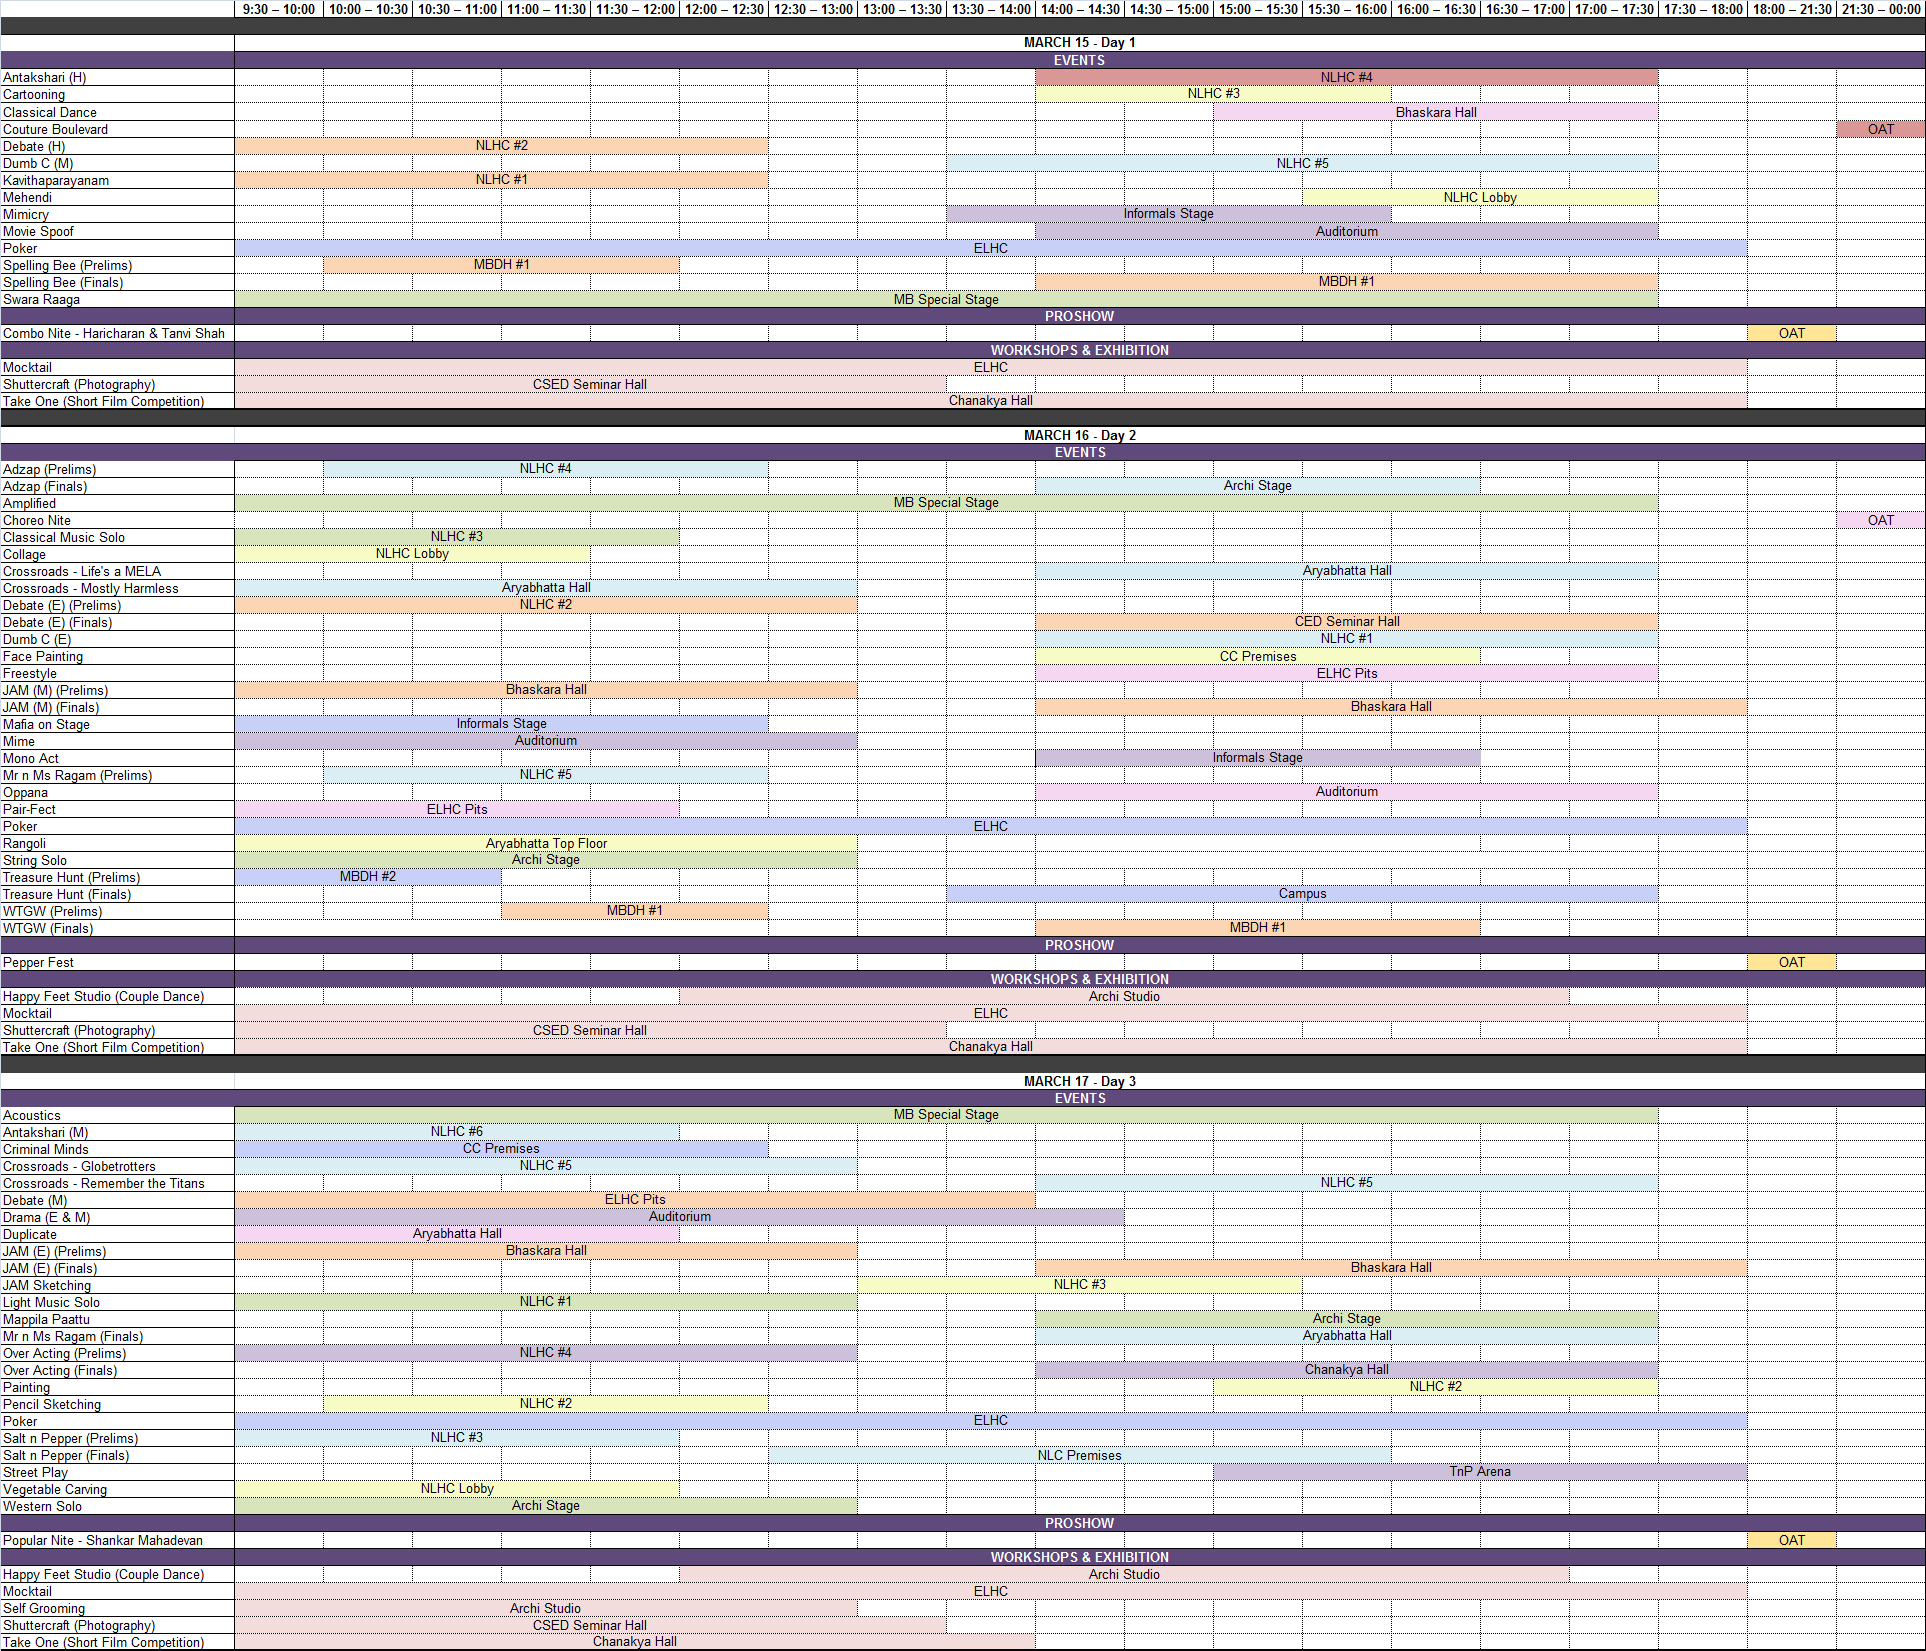 9:30 – 10:00 10:00 – 10:30 10:30 – 11:00 11:00 – 11:30 11:30 – 12:00 12:00 – 12:30 12:30 – 13:00 13:00 – 13:30 13:30 – 14:00 14:00 – 14:30 14:30 – 15:00 15:00 – 15:30 15:30 – 16:00 16:00 – 16:30 16:30 – 17:00 17:00 – 17:30 17:30 – 18:00 18:00 – 21:30 21:30 – 00:00
MARCH 15 - Day 1
EVENTS
Antakshari (H) NLHC #4
Cartooning NLHC #3
Classical Dance Bhaskara Hall
Couture Boulevard OAT
Debate (H) NLHC #2
Dumb C (M) NLHC #5
Kavithaparayanam NLHC #1
Mehendi NLHC Lobby
Mimicry Informals Stage
Movie Spoof Auditorium
Poker ELHC
Spelling Bee (Prelims) MBDH #1
Spelling Bee (Finals) MBDH #1
Swara Raaga MB Special Stage
PROSHOW
Combo Nite - Haricharan & Tanvi Shah OAT
WORKSHOPS & EXHIBITION
Mocktail ELHC
Shuttercraft (Photography) CSED Seminar Hall
Take One (Short Film Competition) Chanakya Hall
MARCH 16 - Day 2
EVENTS
Adzap (Prelims) NLHC #4
Adzap (Finals) Archi Stage
Amplified MB Special Stage
Choreo Nite OAT
Classical Music Solo NLHC #3
Collage NLHC Lobby
Crossroads - Life's a MELA Aryabhatta Hall
Crossroads - Mostly Harmless Aryabhatta Hall
Debate (E) (Prelims) NLHC #2
Debate (E) (Finals) CED Seminar Hall
Dumb C (E) NLHC #1
Face Painting CC Premises
Freestyle ELHC Pits
JAM (M) (Prelims) Bhaskara Hall
JAM (M) (Finals) Bhaskara Hall
Mafia on Stage Informals Stage
Mime Auditorium
Mono Act Informals Stage
Mr n Ms Ragam (Prelims) NLHC #5
Oppana Auditorium
Pair-Fect ELHC Pits
Poker ELHC
Rangoli Aryabhatta Top Floor
String Solo Archi Stage
Treasure Hunt (Prelims) MBDH #2
Treasure Hunt (Finals) Campus
WTGW (Prelims) MBDH #1
WTGW (Finals) MBDH #1
PROSHOW
Pepper Fest OAT
WORKSHOPS & EXHIBITION
Happy Feet Studio (Couple Dance) Archi Studio
Mocktail ELHC
Shuttercraft (Photography) CSED Seminar Hall
Take One (Short Film Competition) Chanakya Hall
MARCH 17 - Day 3
EVENTS
Acoustics MB Special Stage
Antakshari (M) NLHC #6
Criminal Minds CC Premises
Crossroads - Globetrotters NLHC #5
Crossroads - Remember the Titans NLHC #5
Debate (M) ELHC Pits
Drama (E & M) Auditorium
Duplicate Aryabhatta Hall
JAM (E) (Prelims) Bhaskara Hall
JAM (E) (Finals) Bhaskara Hall
JAM Sketching NLHC #3
Light Music Solo NLHC #1
Mappila Paattu Archi Stage
Mr n Ms Ragam (Finals) Aryabhatta Hall
Over Acting (Prelims) NLHC #4
Over Acting (Finals) Chanakya Hall
Painting NLHC #2
Pencil Sketching NLHC #2
Poker ELHC
Salt n Pepper (Prelims) NLHC #3
Salt n Pepper (Finals) NLC Premises
Street Play TnP Arena
Vegetable Carving NLHC Lobby
Western Solo Archi Stage
PROSHOW
Popular Nite - Shankar Mahadevan OAT
WORKSHOPS & EXHIBITION
Happy Feet Studio (Couple Dance) Archi Studio
Mocktail ELHC
Self Grooming Archi Studio
Shuttercraft (Photography) CSED Seminar Hall
Take One (Short Film Competition) Chanakya Hall